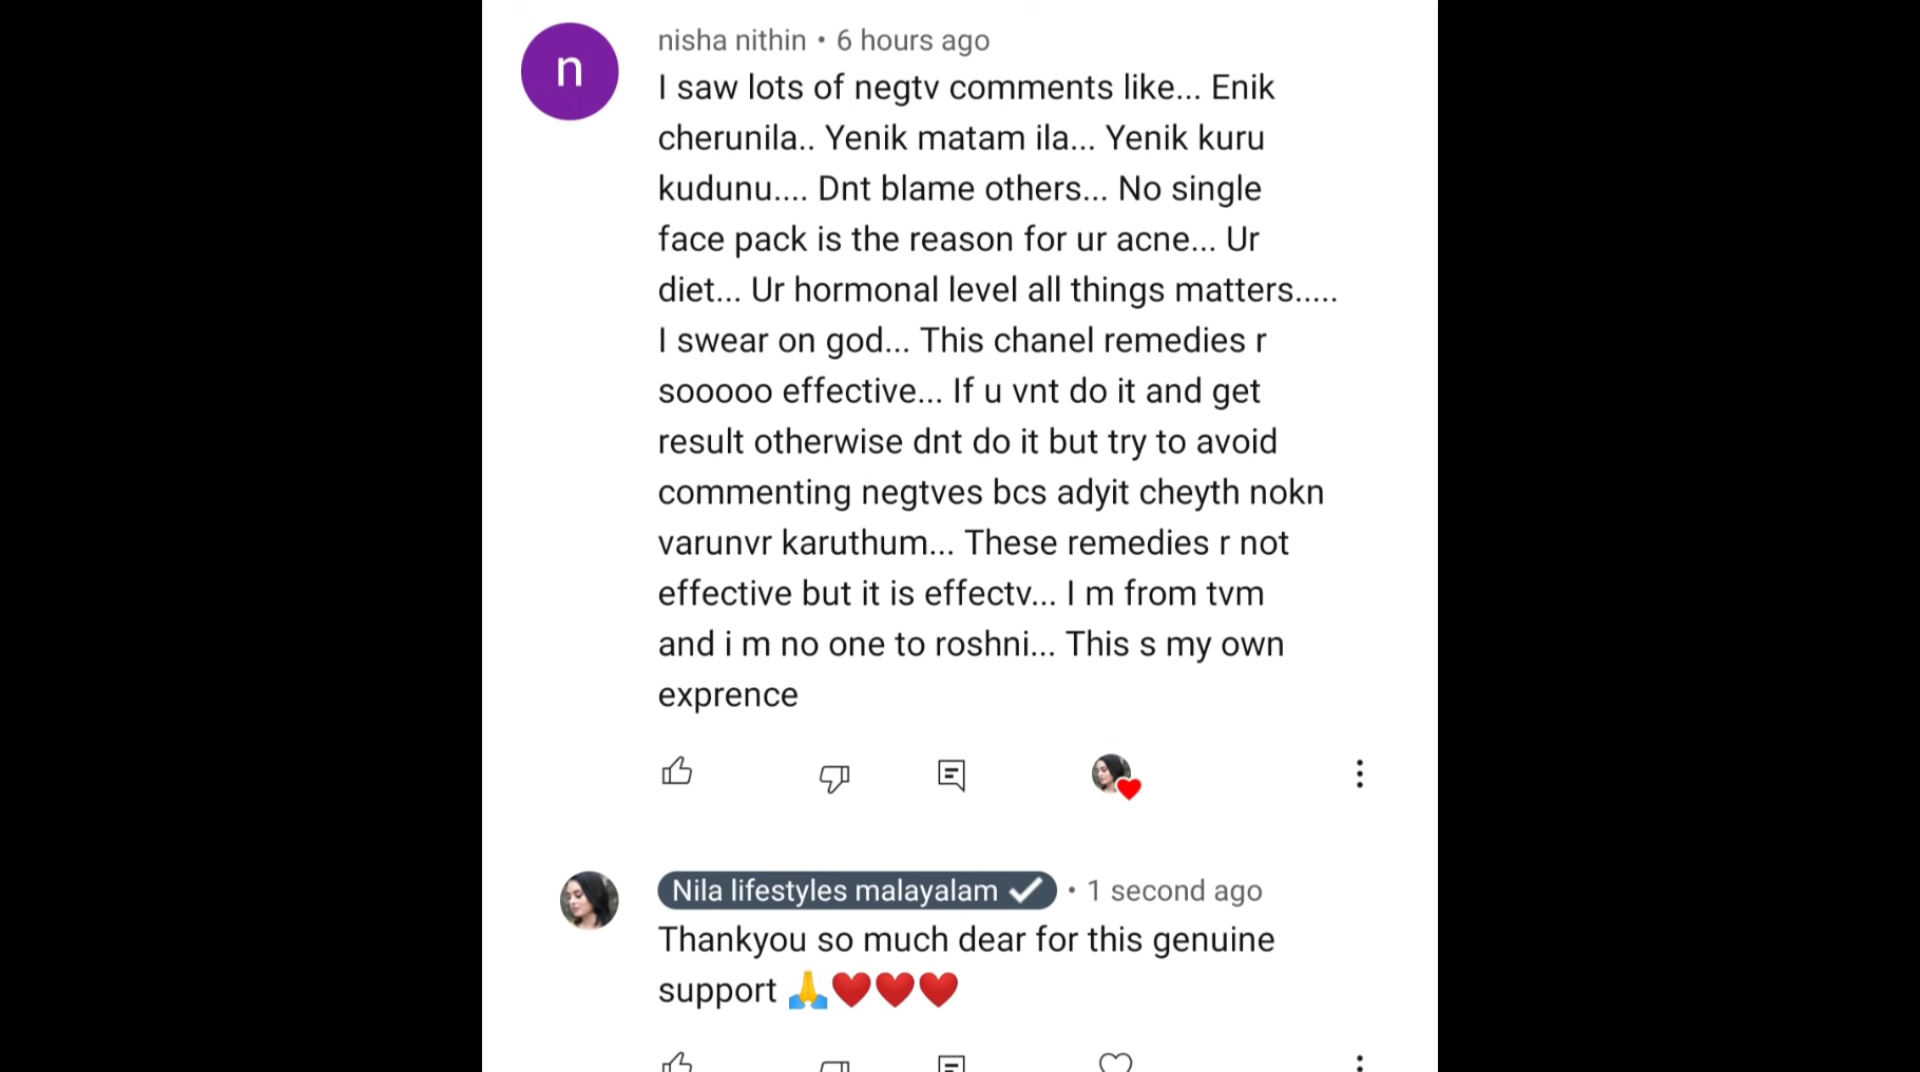 n
nisha nithin • 6 hours ago
I saw lots of negtv comments like... Enik
cherunila.. Yenik matam ila... Yenik kuru
kudunu.... Dnt blame others... No single
face pack is the reason for ur acne... Ur
diet... Ur hormonal level all things matters.....
I swear on god... This chanel remedies r
sooooo effective... If u vnt do it and get
result otherwise dnt do it but try to avoid
commenting negtves bcs adyit cheyth nokn
varunvr karuthum... These remedies r not
effective but it is effectv... I m from tvm
and i m no one to roshni... This s my own
exprence
Nila lifestyles malayalam • 1 second ago
Thankyou so much dear for this genuine
support 🙏❤️❤️❤️